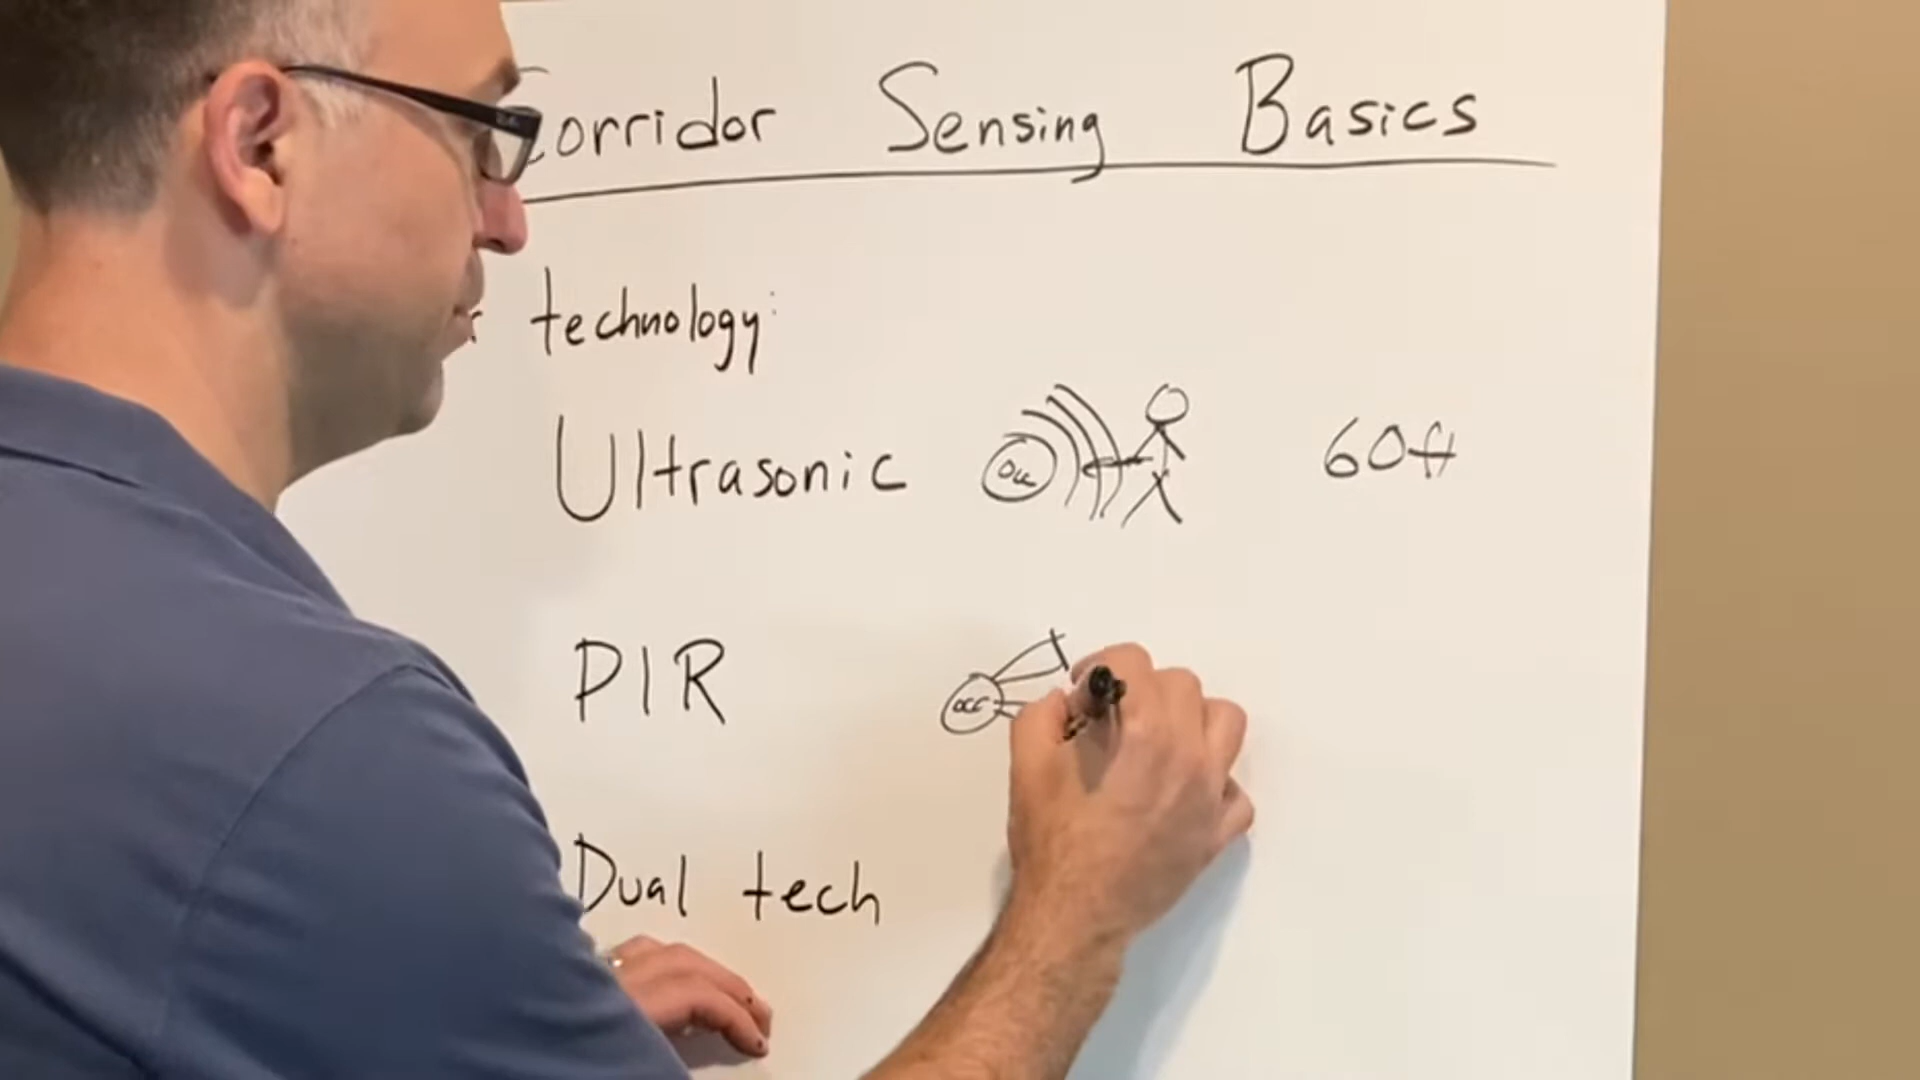 Corridor Sensing Basics
technology:
Ultrasonic OCC 60ft
PIR OCC
Dual tech